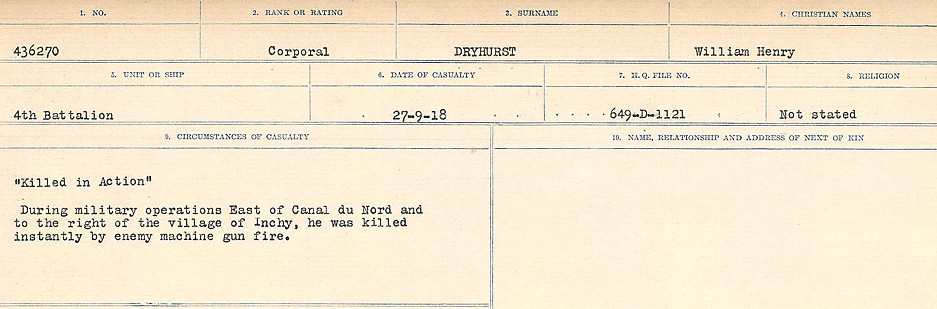 1. NO.
2. RANK OR RATING
3. SURNAME
4. CHRISTIAN NAMES
436270
Corporal
DRYHURST
William Henry
5. UNIT OR SHIP
6. DATE OF CASUALTY
7. H.Q. FILE NO.
8. RELIGION
4th Battalion
27-9-18
649-D-1121
Not stated
9. CIRCUMSTANCES OF CASUALTY
10. NAME, RELATIONSHIP AND ADDRESS OF NEXT OF KIN
"Killed in Action"
During military operations East of Canal du Nord and
to the right of the village of Inchy, he was killed
instantly by enemy machine gun fire.